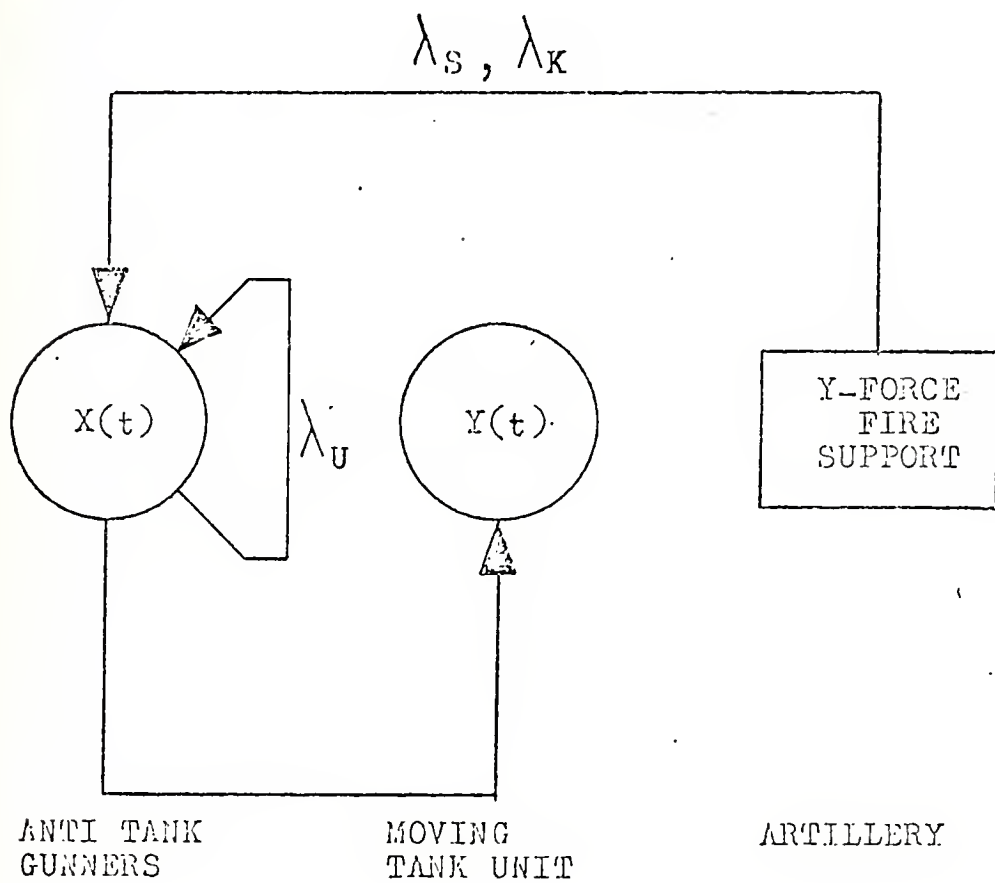 λS , λK
X(t)
λU
Y(t)
Y-FORCE
FIRE
SUPPORT
ANTI TANK
GUNNERS
MOVING
TANK UNIT
ARTILLERY